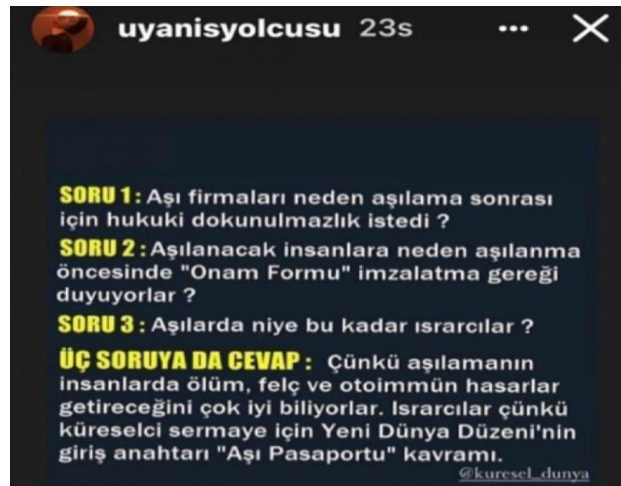 uyanisyolcusu 23s
SORU 1 : Aşı firmaları neden aşılama sonrası
için hukuki dokunulmazlık istedi ?
SORU 2 : Aşılanacak insanlara neden aşılanma
öncesinde "Onam Formu" imzalatma gereği
duyuyorlar ?
SORU 3 : Aşılarda niye bu kadar ısrarcılar ?
ÜÇ SORUYA DA CEVAP : Çünkü aşılamanın
insanlarda ölüm, felç ve otoimmün hasarlar
getireceğini çok iyi biliyorlar. Israrcılar çünkü
küreselci sermaye için Yeni Dünya Düzeni'nin
giriş anahtarı "Aşı Pasaportu" kavramı.
@kuresel_dunya